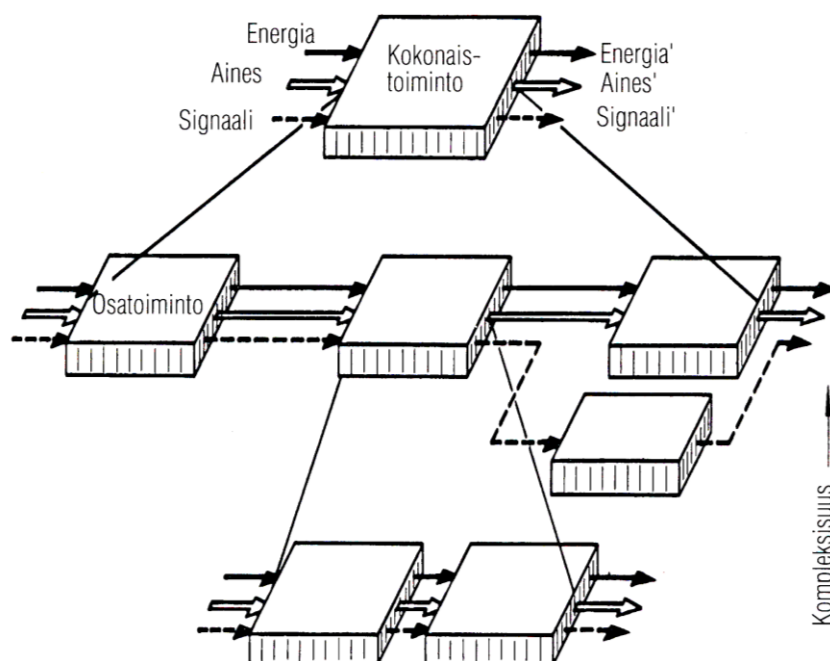 Energia
Aines
Signaali
Kokonais-
toiminto
Energia'
Aines'
Signaali'
Osatoiminto
Kompleksisuus